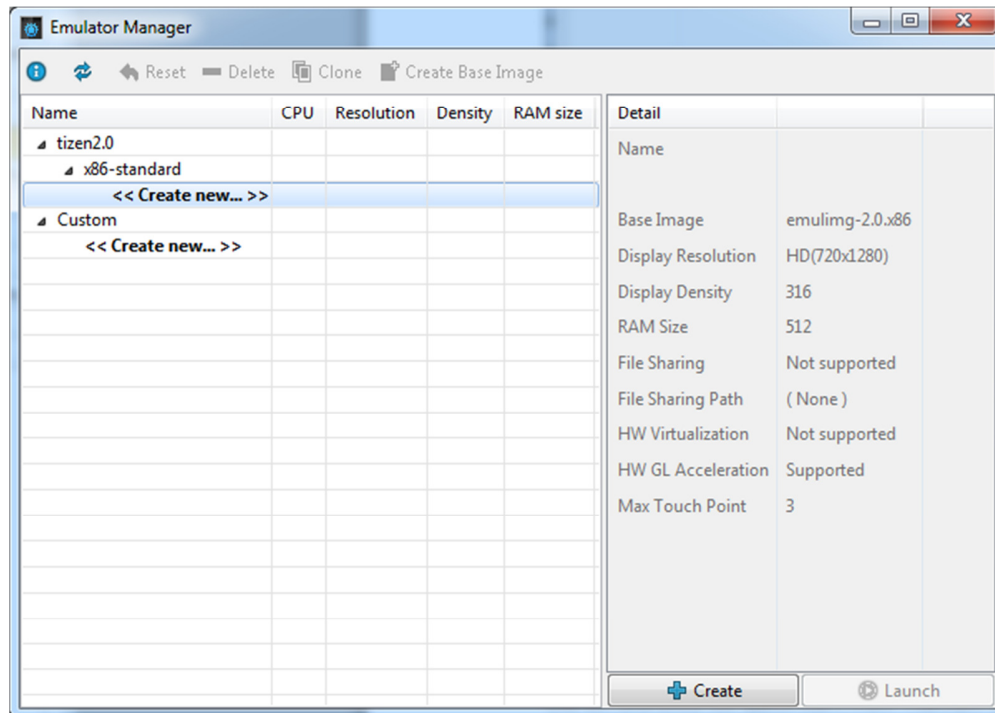 Emulator Manager
Reset Delete Clone Create Base Image
Name CPU Resolution Density RAM size Detail
tizen2.0
x86-standard
<< Create new... >>
Custom
<< Create new... >>
Name
Base Image emulimg-2.0.x86
Display Resolution HD(720x1280)
Display Density 316
RAM Size 512
File Sharing Not supported
File Sharing Path ( None )
HW Virtualization Not supported
HW GL Acceleration Supported
Max Touch Point 3
Create Launch